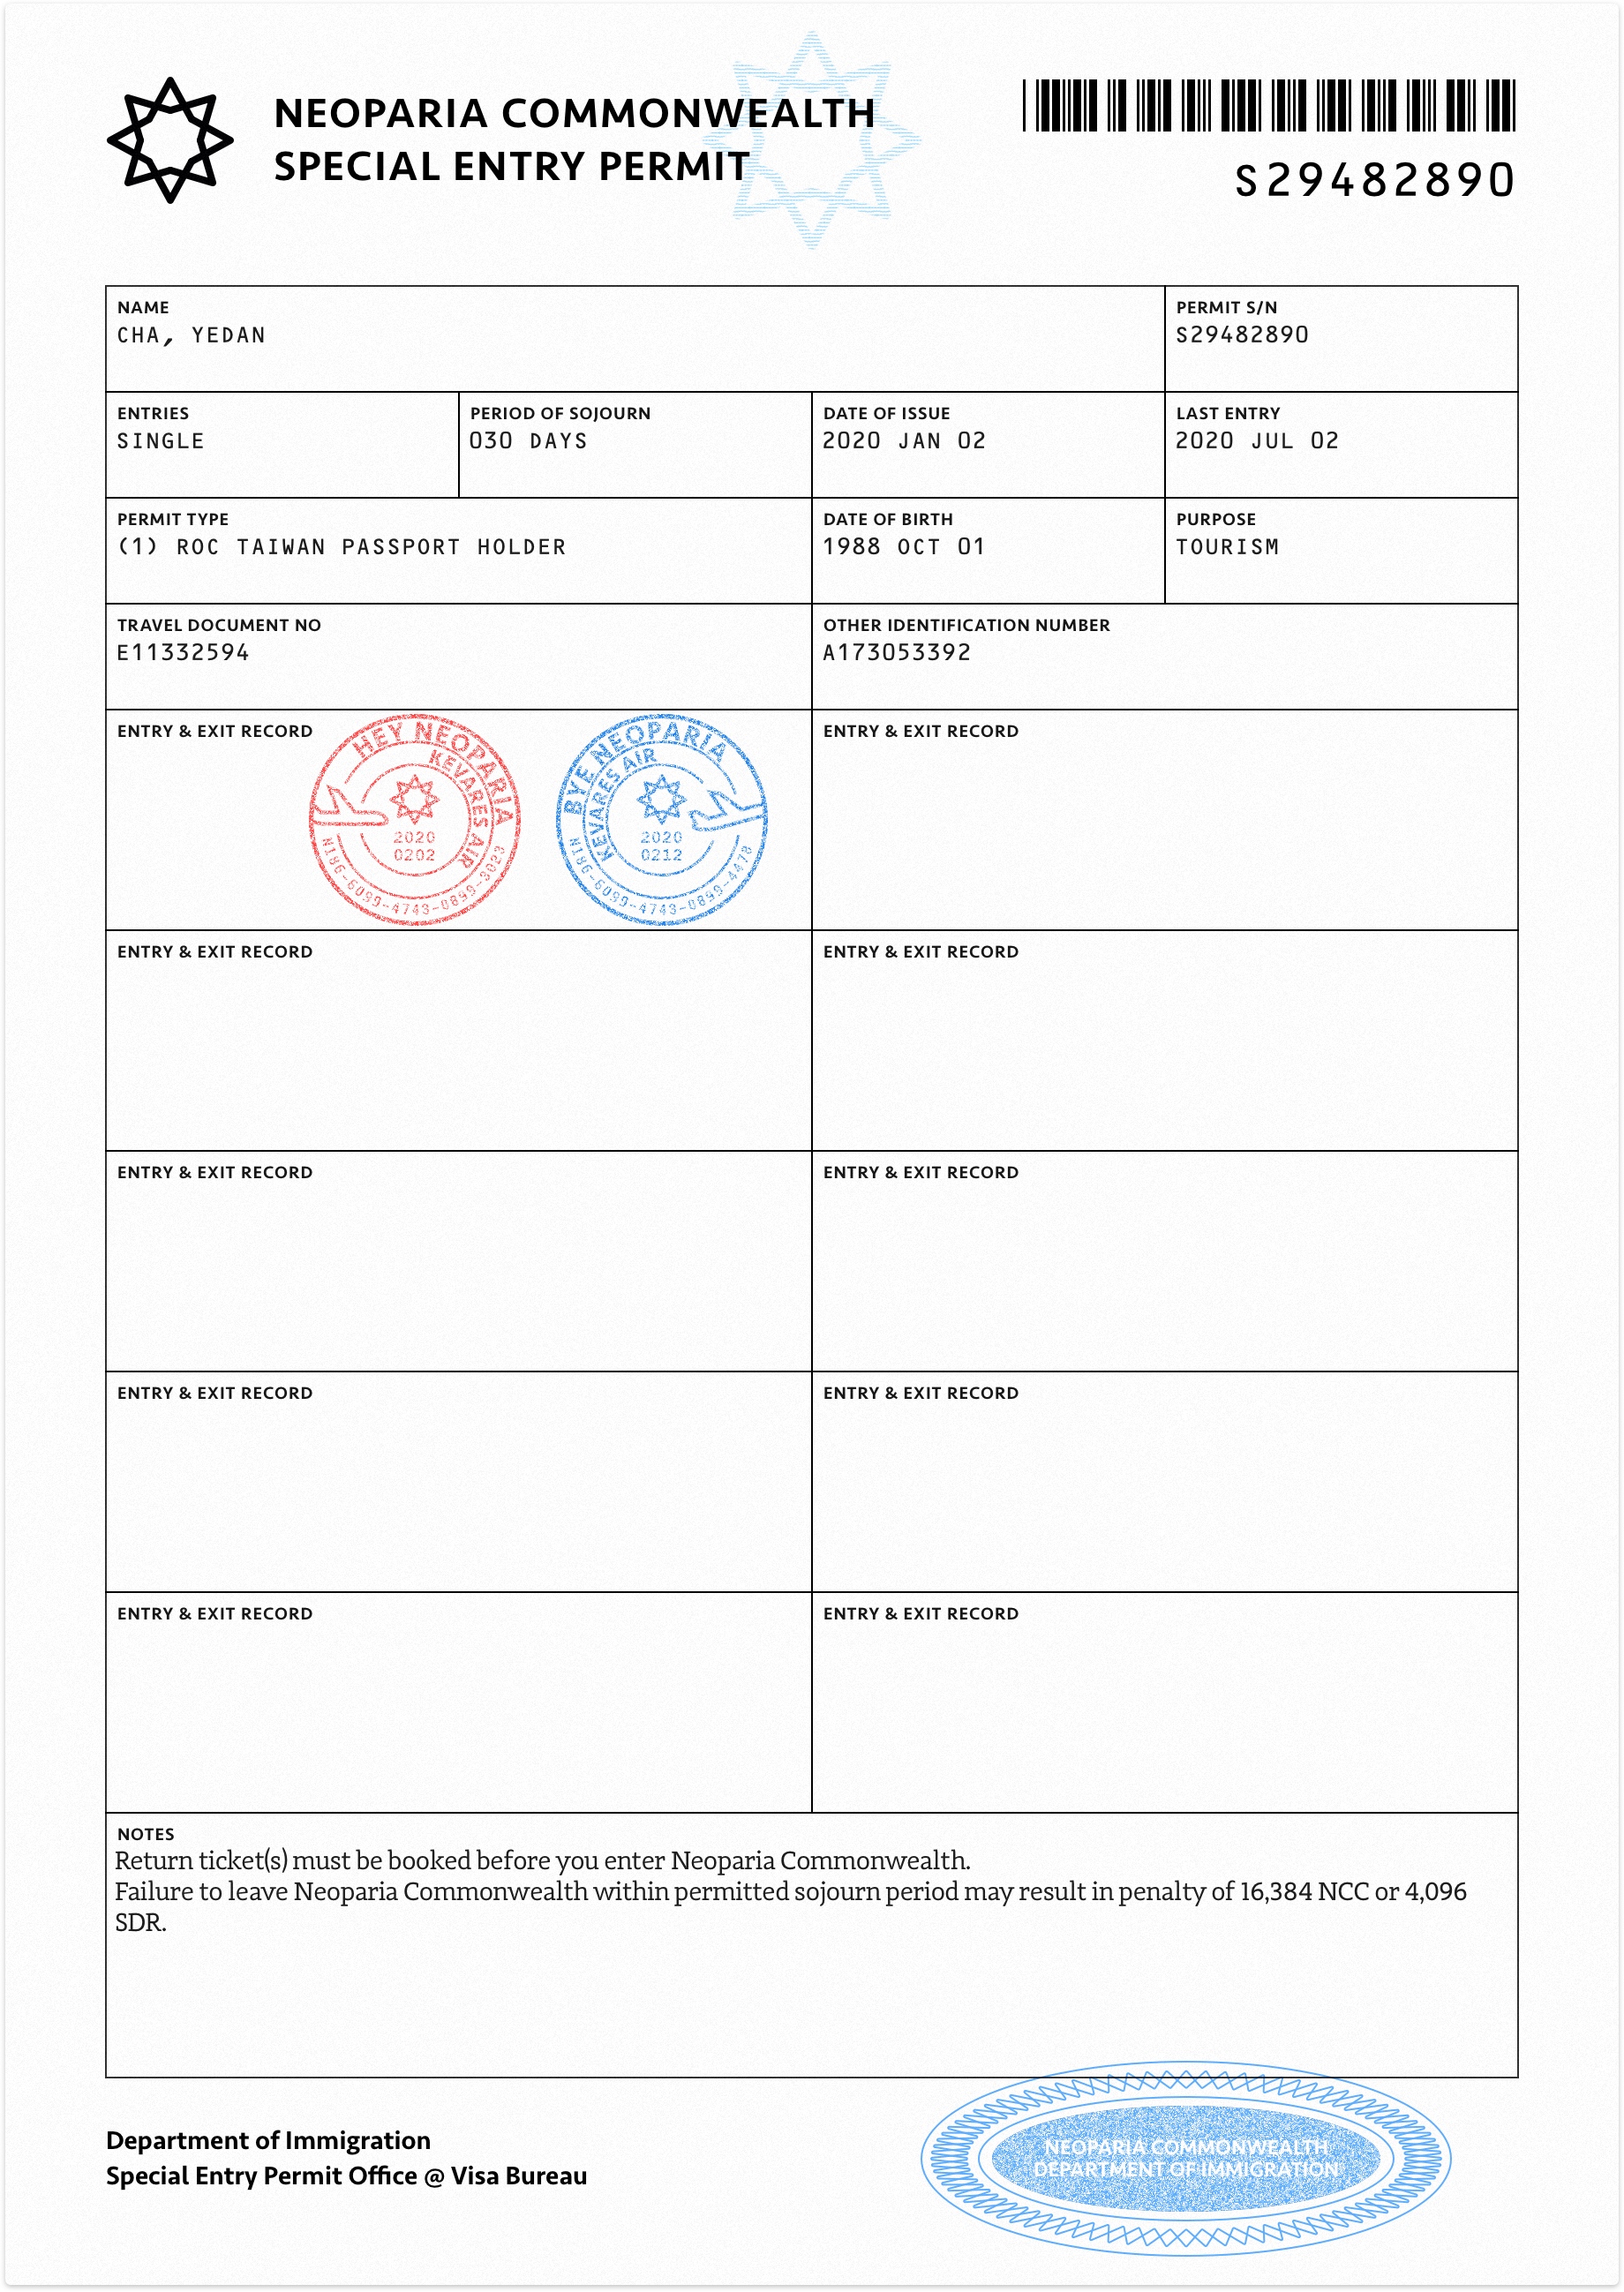 NEOPARIA COMMONWEALTH
SPECIAL ENTRY PERMIT
S29482890
NAME
CHA, YEDAN
PERMIT S/N
S29482890
ENTRIES
SINGLE
PERIOD OF SOJOURN
030 DAYS
DATE OF ISSUE
2020 JAN 02
LAST ENTRY
2020 JUL 02
PERMIT TYPE
(1) ROC TAIWAN PASSPORT HOLDER
DATE OF BIRTH
1988 OCT 01
PURPOSE
TOURISM
TRAVEL DOCUMENT NO
E11332594
OTHER IDENTIFICATION NUMBER
A173053392
ENTRY & EXIT RECORD
HEY NEOPARIA
KEVARES AIR
2020
0202
N186-6099-4743-0899-3023
BYE NEOPARIA
KEVARES AIR
2020
0212
N186-6099-4743-0899-4478
ENTRY & EXIT RECORD
ENTRY & EXIT RECORD
ENTRY & EXIT RECORD
ENTRY & EXIT RECORD
ENTRY & EXIT RECORD
ENTRY & EXIT RECORD
ENTRY & EXIT RECORD
ENTRY & EXIT RECORD
ENTRY & EXIT RECORD
NOTES
Return ticket(s) must be booked before you enter Neoparia Commonwealth.
Failure to leave Neoparia Commonwealth within permitted sojourn period may result in penalty of 16,384 NCC or 4,096
SDR.
Department of Immigration
Special Entry Permit Office @ Visa Bureau
NEOPARIA COMMONWEALTH
DEPARTMENT OF IMMIGRATION